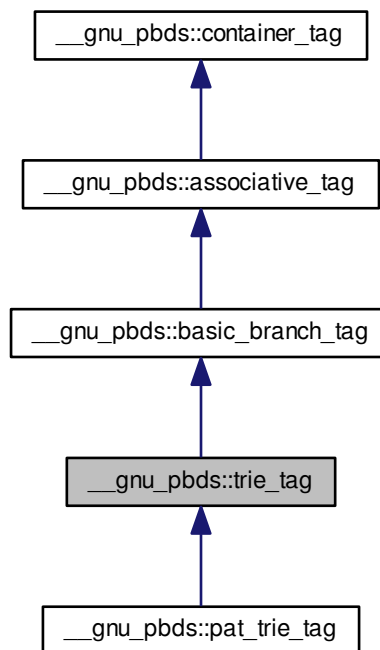 __gnu_pbds::container_tag
__gnu_pbds::associative_tag
__gnu_pbds::basic_branch_tag
__gnu_pbds::trie_tag
__gnu_pbds::pat_trie_tag